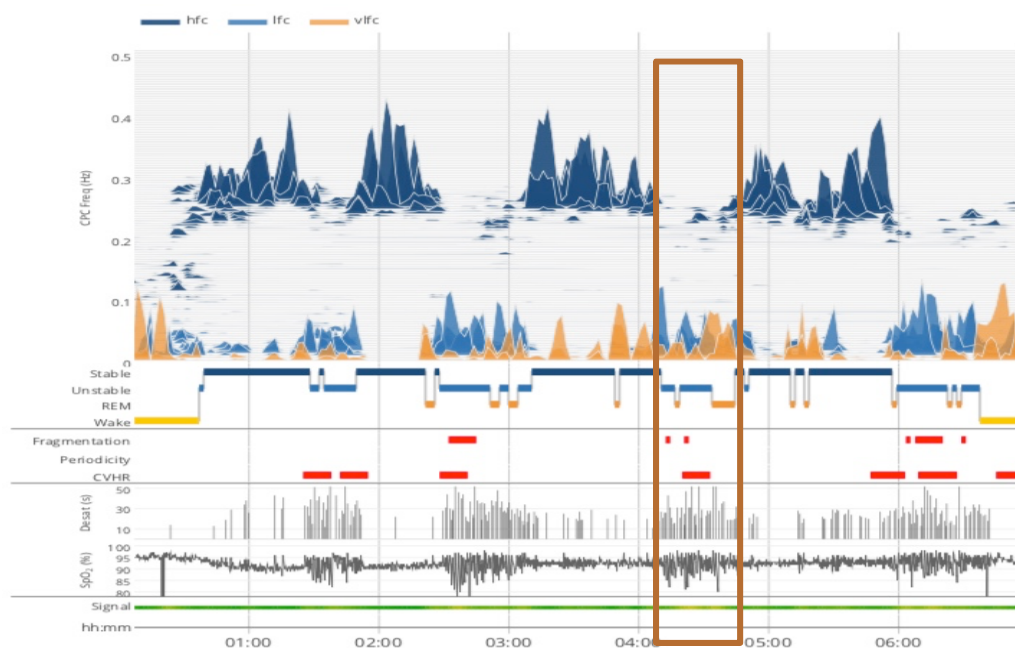 hfc lfc vlfc
0.5
0.4
0.3
0.2
0.1
0
CPC Freq (Hz)
Stable
Unstable
REM
Wake
Fragmentation
Periodicity
CVHR
50
30
10
Desat (s)
100
95
90
85
80
SpO₂ (%)
Signal
hh:mm 01:00 02:00 03:00 04:00 05:00 06:00